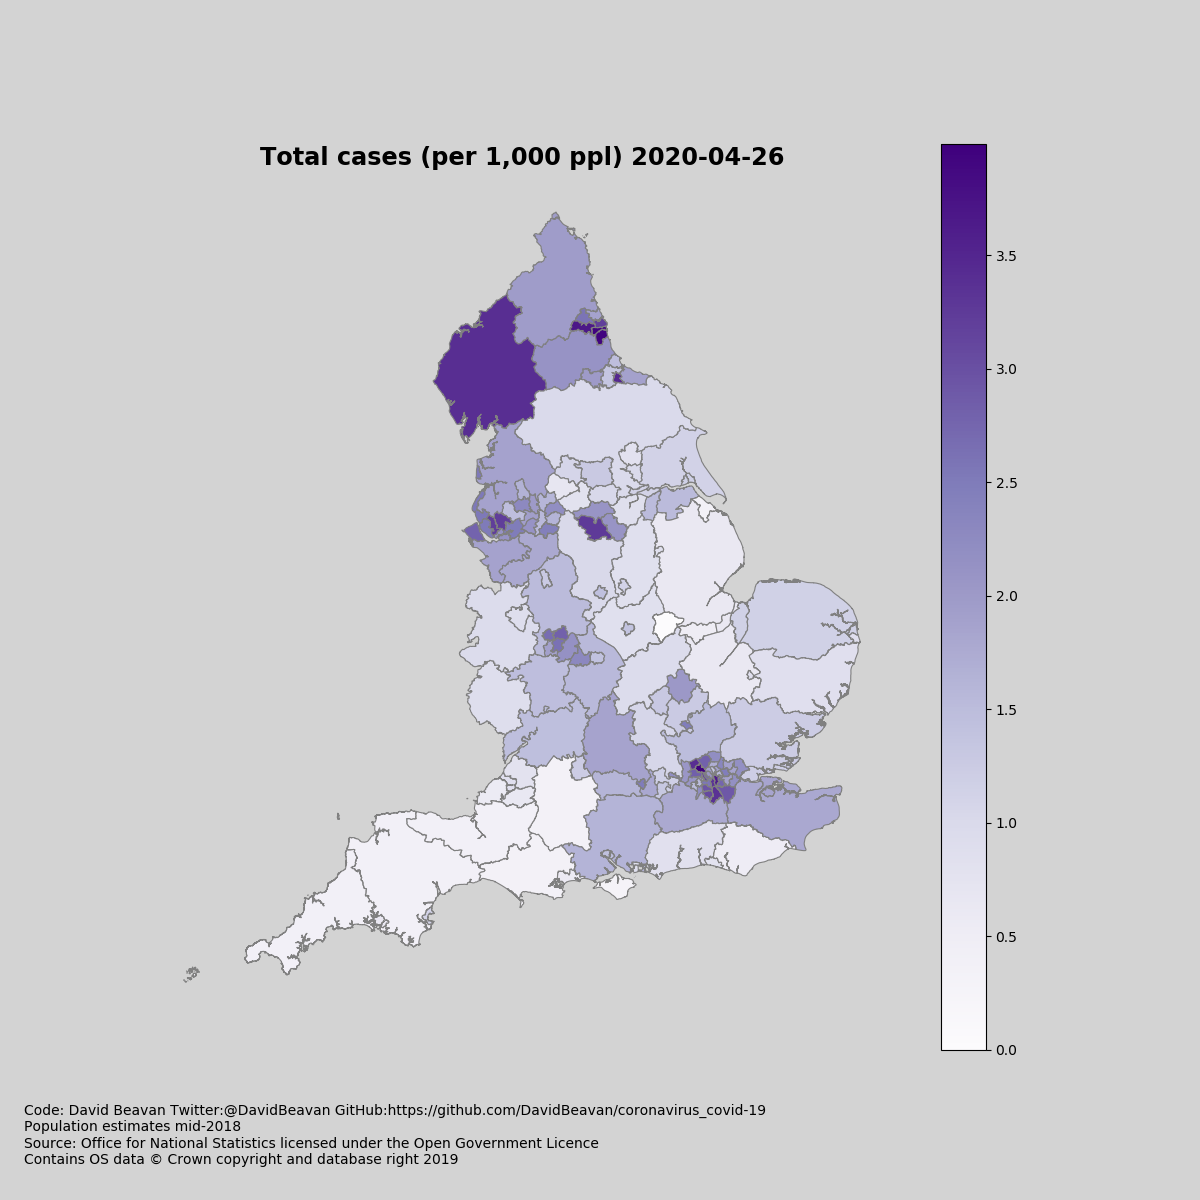 Total cases (per 1,000 ppl) 2020-04-26
3.5
3.0
2.5
2.0
1.5
1.0
0.5
0.0
Code: David Beavan Twitter:@DavidBeavan GitHub:https://github.com/DavidBeavan/coronavirus_covid-19
Population estimates mid-2018
Source: Office for National Statistics licensed under the Open Government Licence
Contains OS data © Crown copyright and database right 2019